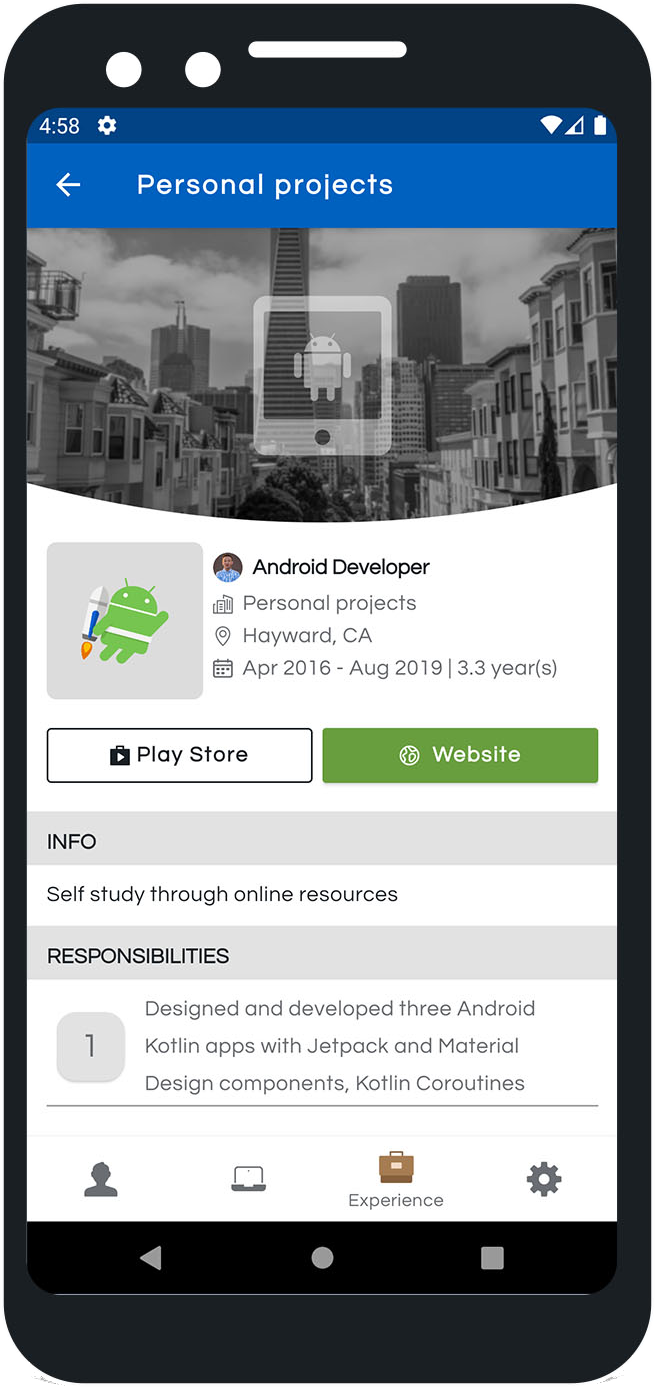 4:58
Personal projects
Android Developer
Personal projects
Hayward, CA
Apr 2016 - Aug 2019 | 3.3 year(s)
Play Store
Website
INFO
Self study through online resources
RESPONSIBILITIES
1
Designed and developed three Android
Kotlin apps with Jetpack and Material
Design components, Kotlin Coroutines
Experience